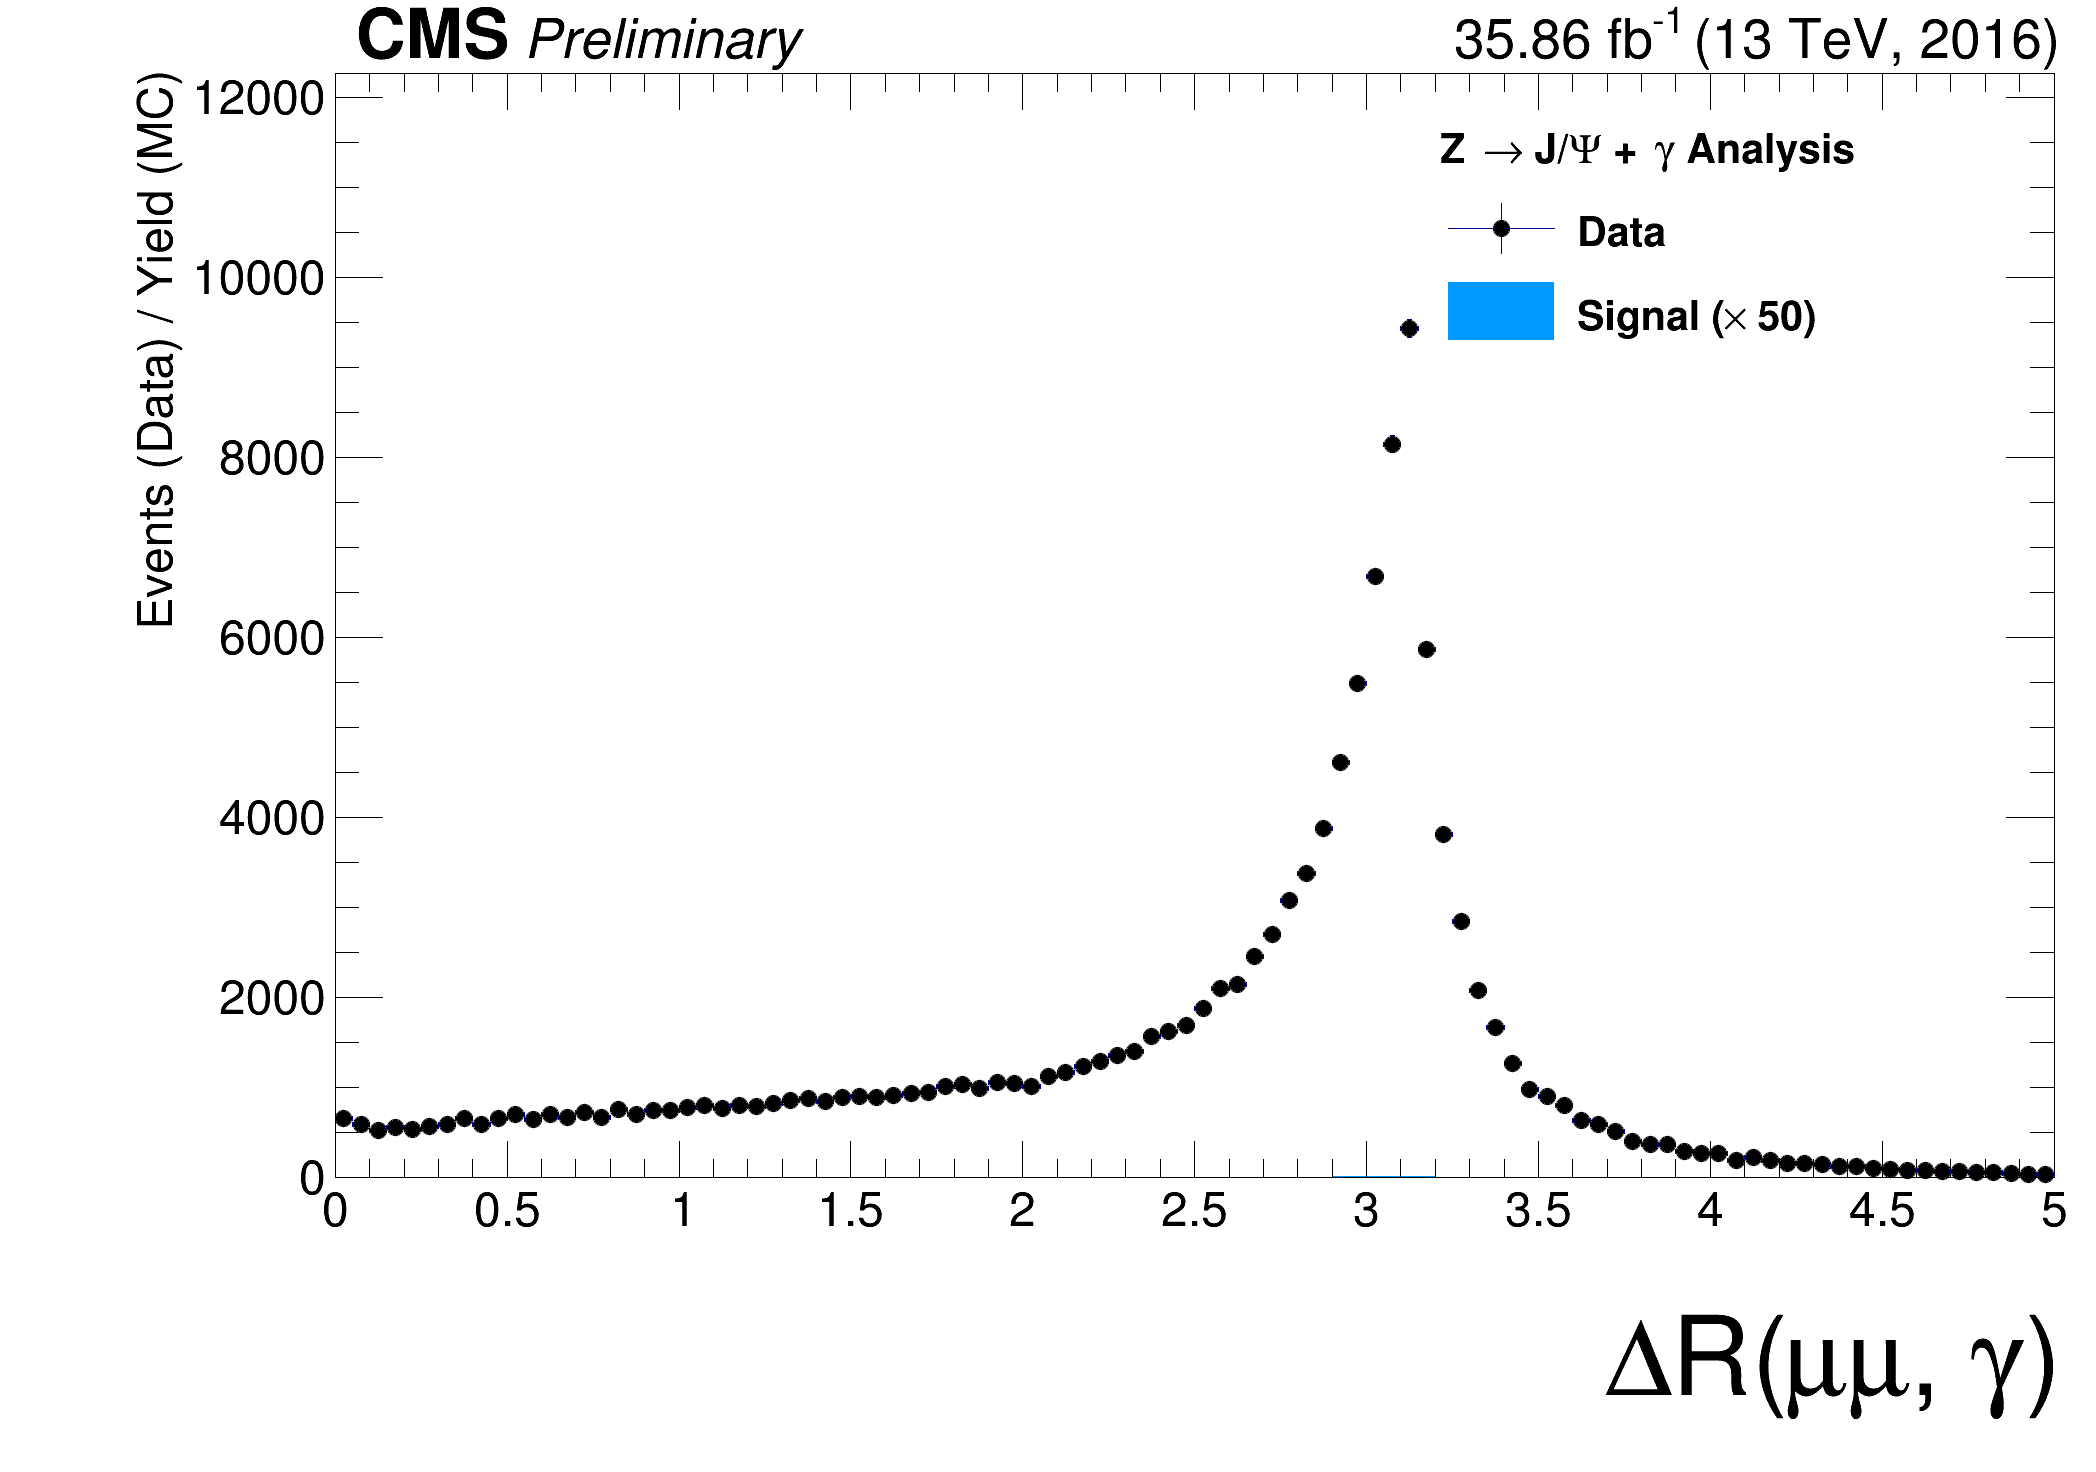 CMS Preliminary 35.86 fb⁻¹ (13 TeV, 2016)
Events (Data) / Yield (MC)
12000
10000
8000
6000
4000
2000
0
Z → J/Ψ + γ Analysis
Data
Signal (× 50)
0 0.5 1 1.5 2 2.5 3 3.5 4 4.5 5
ΔR(μμ, γ)